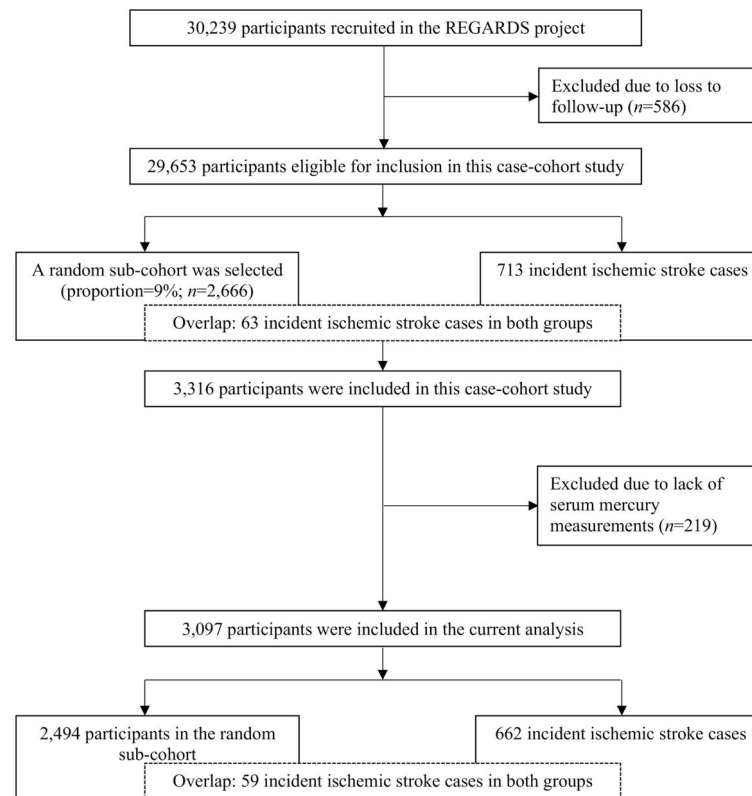 30,239 participants recruited in the REGARDS project
Excluded due to loss to
follow-up (n=586)
29,653 participants eligible for inclusion in this case-cohort study
A random sub-cohort was selected
(proportion=9%; n=2,666)
713 incident ischemic stroke cases
Overlap: 63 incident ischemic stroke cases in both groups
3,316 participants were included in this case-cohort study
Excluded due to lack of
serum mercury
measurements (n=219)
3,097 participants were included in the current analysis
2,494 participants in the random
sub-cohort
662 incident ischemic stroke cases
Overlap: 59 incident ischemic stroke cases in both groups